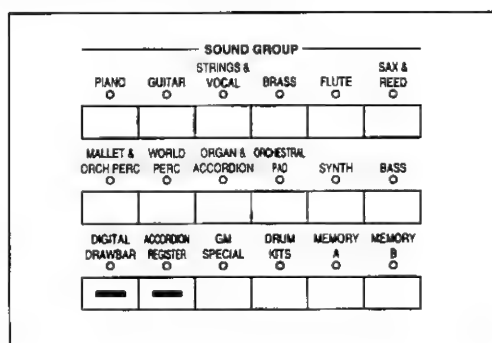 SOUND GROUP
PIANO GUITAR STRINGS & VOCAL BRASS FLUTE SAX & REED
MALLET & ORCH PERC WORLD PERC ORGAN & ACCORDION ORCHESTRAL PAD SYNTH BASS
DIGITAL DRAWBAR ACCORDION REGISTER GM SPECIAL DRUM KITS MEMORY A MEMORY B